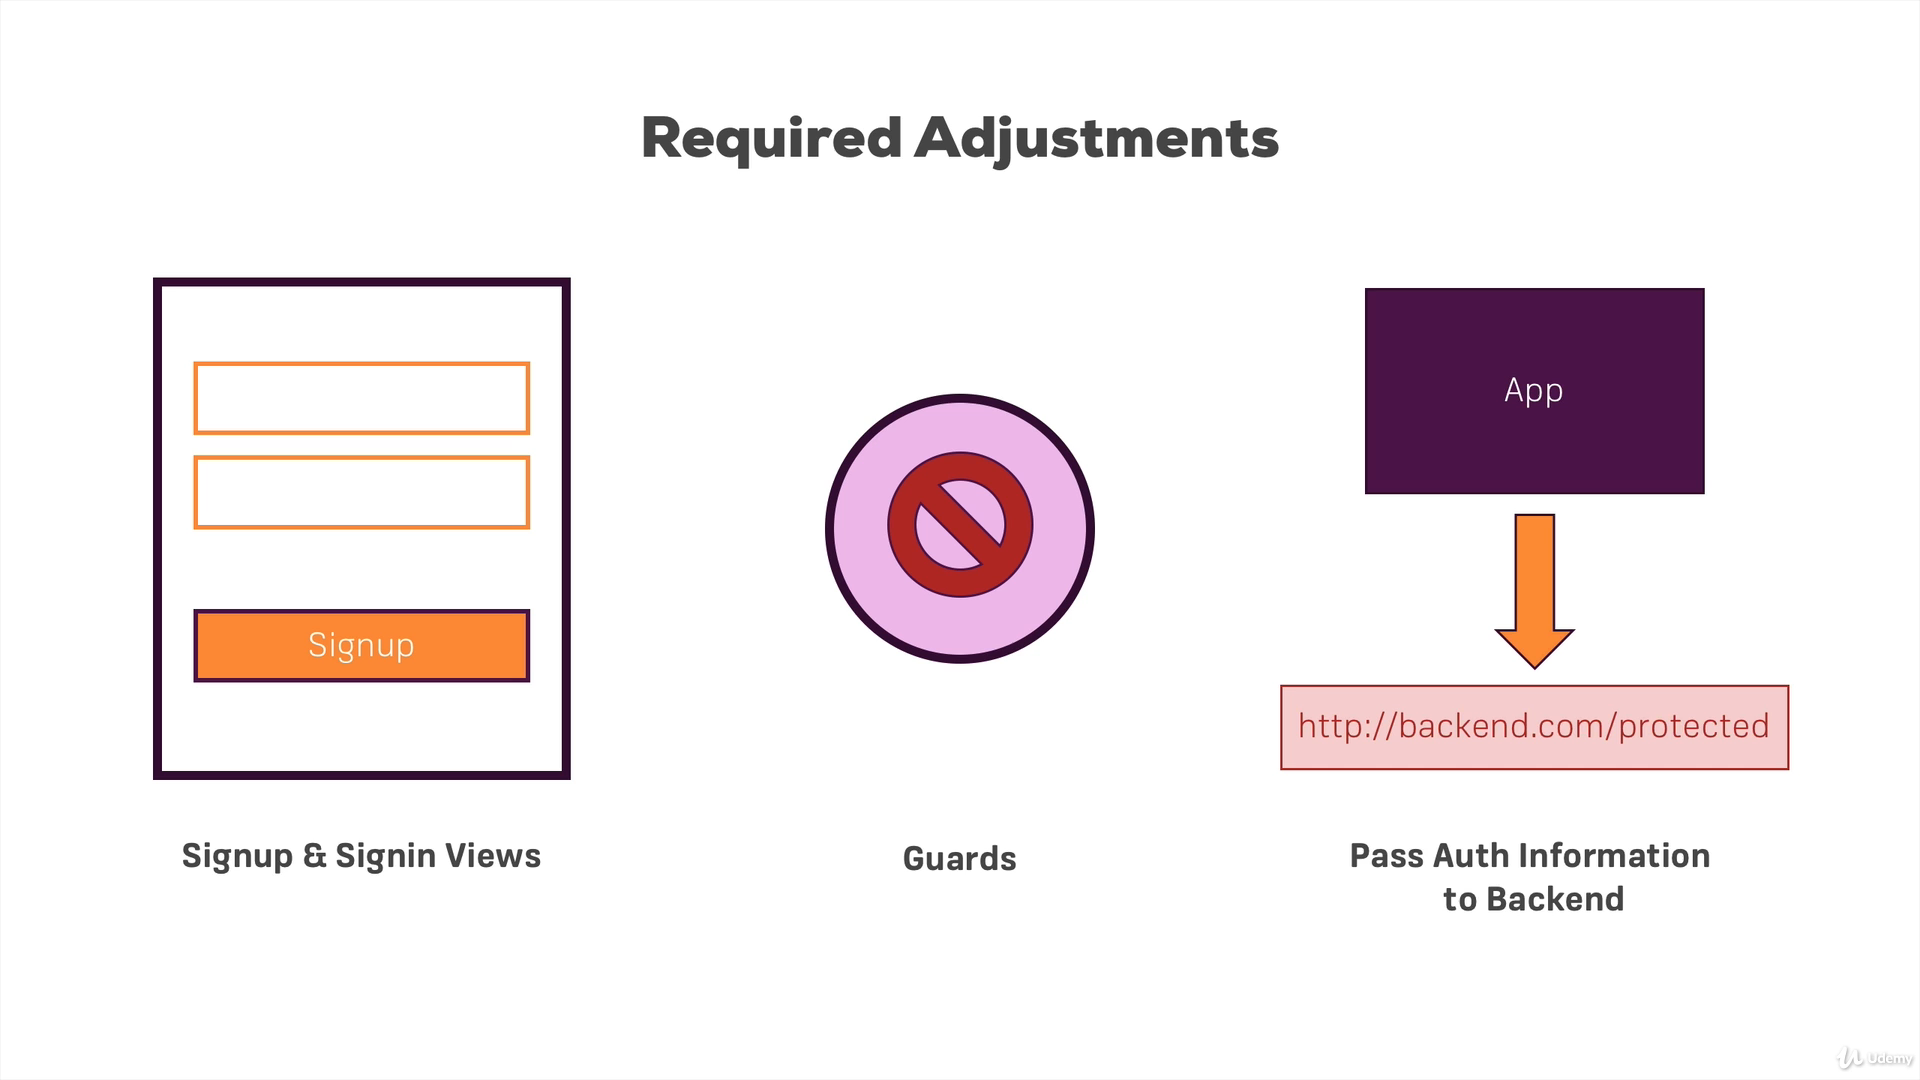 Required Adjustments
Signup
App
http://backend.com/protected
Signup & Signin Views
Guards
Pass Auth Information
to Backend
Udemy